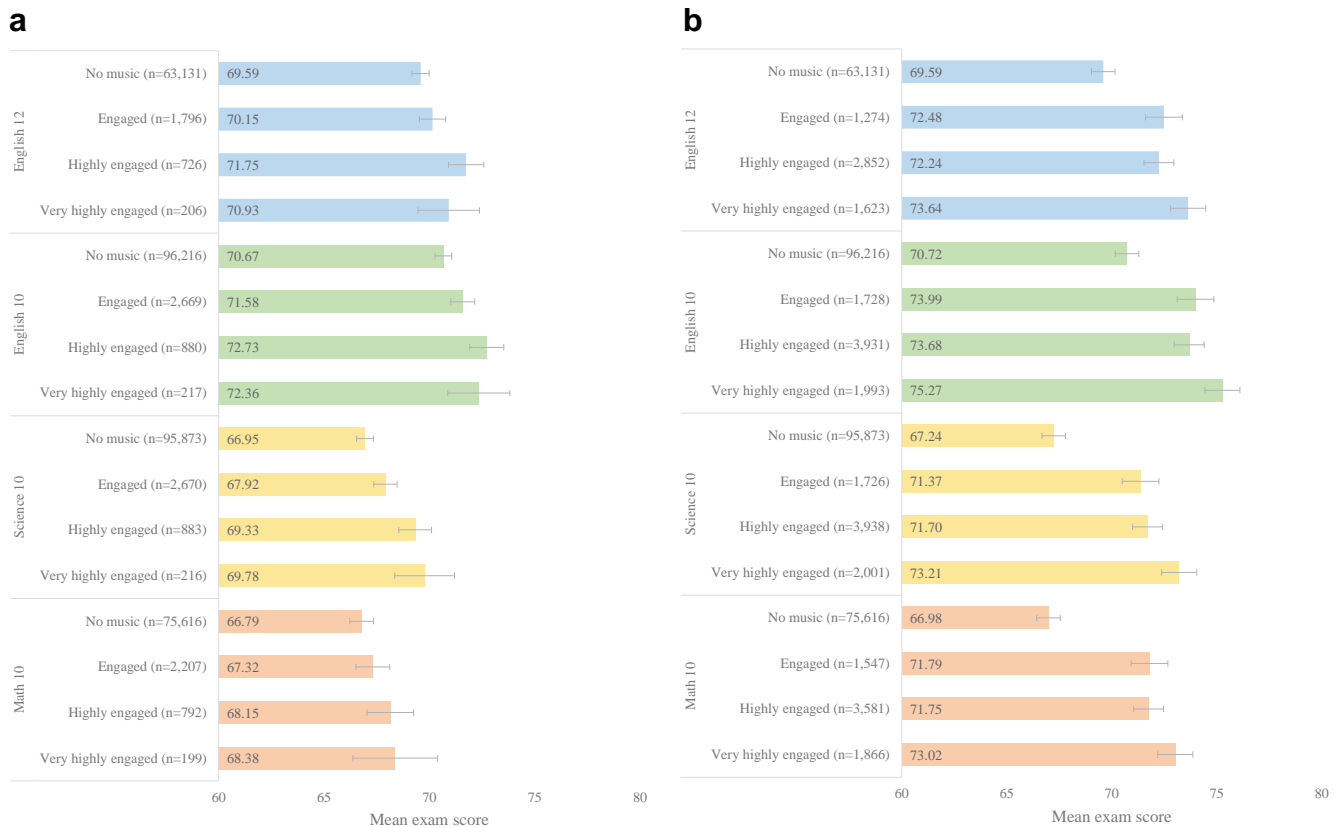 a
English 12
No music (n=63,131) 69.59
Engaged (n=1,796) 70.15
Highly engaged (n=726) 71.75
Very highly engaged (n=206) 70.93
English 10
No music (n=96,216) 70.67
Engaged (n=2,669) 71.58
Highly engaged (n=880) 72.73
Very highly engaged (n=217) 72.36
Science 10
No music (n=95,873) 66.95
Engaged (n=2,670) 67.92
Highly engaged (n=883) 69.33
Very highly engaged (n=216) 69.78
Math 10
No music (n=75,616) 66.79
Engaged (n=2,207) 67.32
Highly engaged (n=792) 68.15
Very highly engaged (n=199) 68.38
60 65 70 75 80
Mean exam score
b
English 12
No music (n=63,131) 69.59
Engaged (n=1,274) 72.48
Highly engaged (n=2,852) 72.24
Very highly engaged (n=1,623) 73.64
English 10
No music (n=96,216) 70.72
Engaged (n=1,728) 73.99
Highly engaged (n=3,931) 73.68
Very highly engaged (n=1,993) 75.27
Science 10
No music (n=95,873) 67.24
Engaged (n=1,726) 71.37
Highly engaged (n=3,938) 71.70
Very highly engaged (n=2,001) 73.21
Math 10
No music (n=75,616) 66.98
Engaged (n=1,547) 71.79
Highly engaged (n=3,581) 71.75
Very highly engaged (n=1,866) 73.02
60 65 70 75 80
Mean exam score